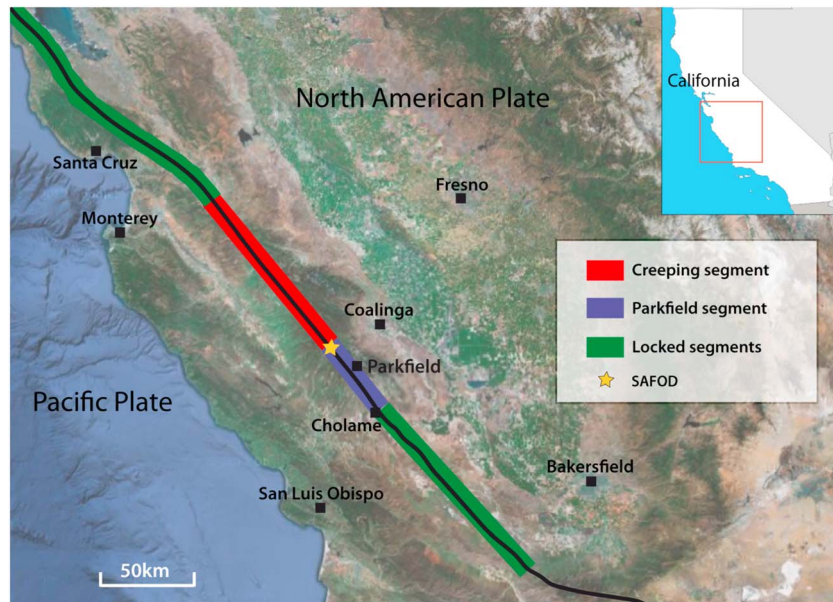 California
North American Plate
Santa Cruz
Fresno
Monterey
Creeping segment
Parkfield segment
Locked segments
SAFOD
Coalinga
Parkfield
Pacific Plate
Cholame
Bakersfield
San Luis Obispo
50km